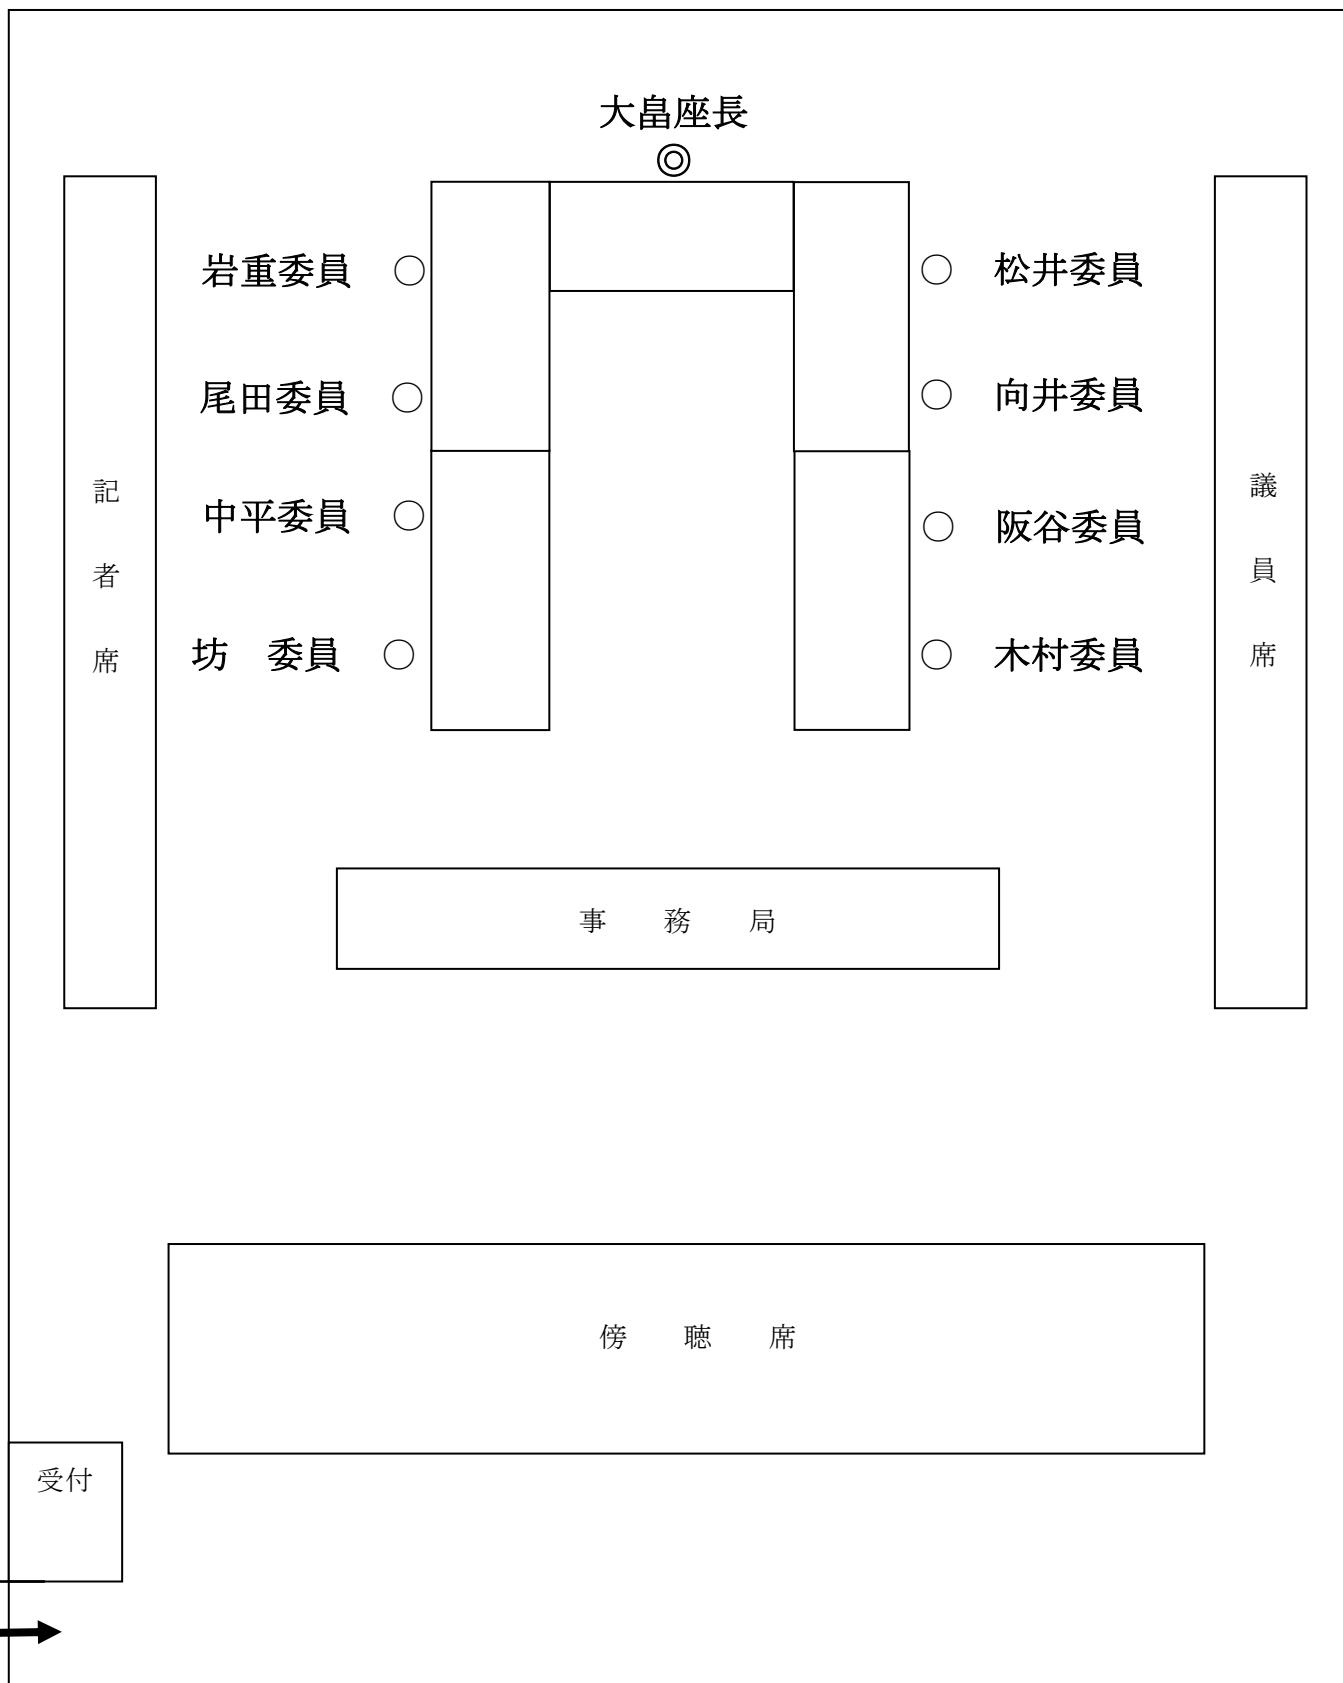 大畠座長
岩重委員
松井委員
尾田委員
向井委員
中平委員
阪谷委員
坊　委員
木村委員
記者席
議員席
事　務　局
傍　聴　席
受付